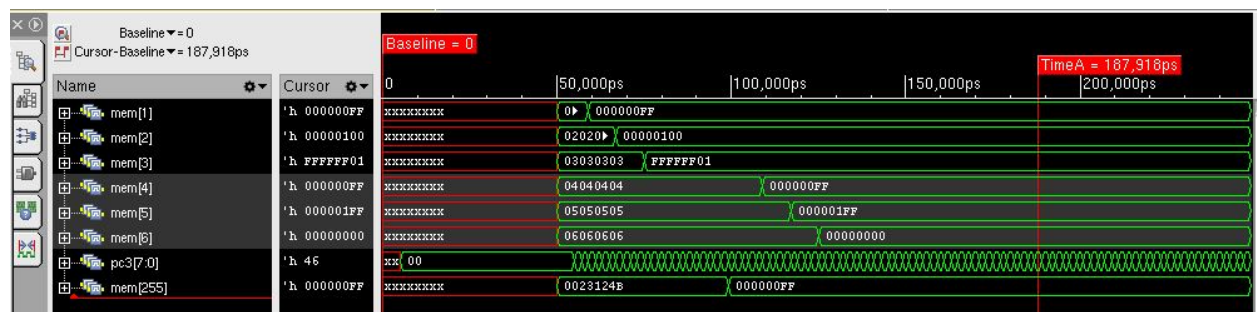 Baseline ▾ = 0
Cursor-Baseline ▾ = 187,918ps
Baseline = 0
TimeA = 187,918ps
Name Cursor 0 50,000ps 100,000ps 150,000ps 200,000ps
mem[1] 'h 000000FF xxxxxxxx 0 000000FF
mem[2] 'h 00000100 xxxxxxxx 02020 00000100
mem[3] 'h FFFFFF01 xxxxxxxx 03030303 FFFFFF01
mem[4] 'h 000000FF xxxxxxxx 04040404 000000FF
mem[5] 'h 000001FF xxxxxxxx 05050505 000001FF
mem[6] 'h 00000000 xxxxxxxx 06060606 00000000
pc3[7:0] 'h 46 xx 00
mem[255] 'h 000000FF xxxxxxxx 0023124B 000000FF